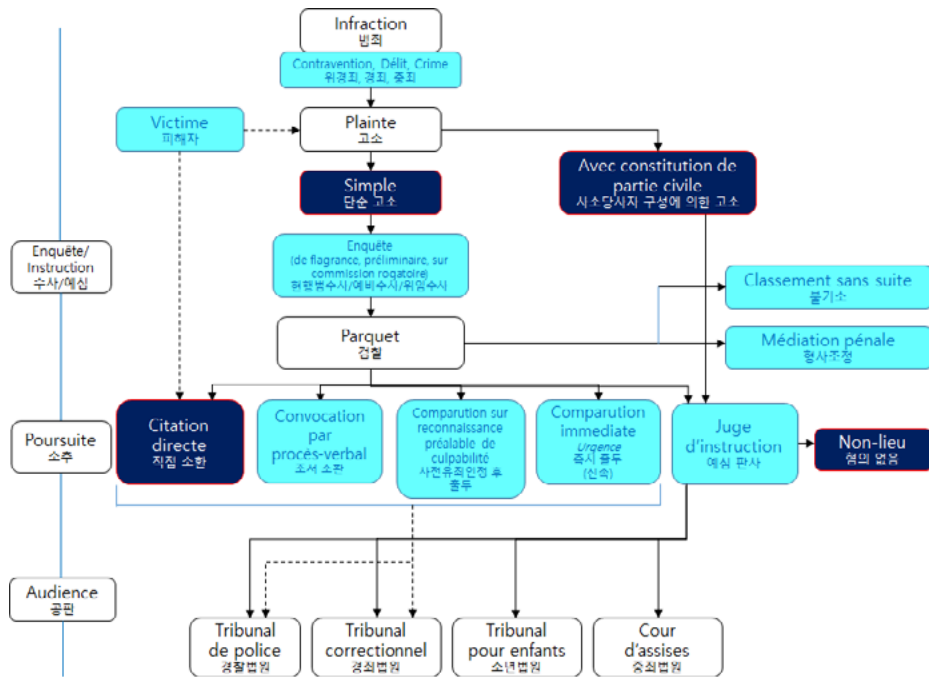 Infraction
범죄
Contravention, Délit, Crime
위경죄, 경죄, 중죄
Victime
피해자
Plainte
고소
Simple
단순 고소
Avec constitution de
partie civile
사소당사자 구성에 의한 고소
Enquête/
Instruction
수사/예심
Enquête
(de flagrance, préliminaire, sur
commission rogatoire)
현행범수사/예비수사/위임수사
Classement sans suite
불기소
Parquet
검찰
Médiation pénale
형사조정
Poursuite
소추
Citation
directe
직접 소환
Convocation
par
procés-verbal
조서 소환
Comparution sur
reconnaissance
préalable de
culpabilité
사전유죄인정 후
출두
Comparution
immediate
Urgence
즉시 출두
(신속)
Juge
d'instruction
예심 판사
Non-lieu
혐의 없음
Audience
공판
Tribunal
de police
경찰법원
Tribunal
correctionnel
경죄법원
Tribunal
pour enfants
소년법원
Cour
d'assises
중죄법원